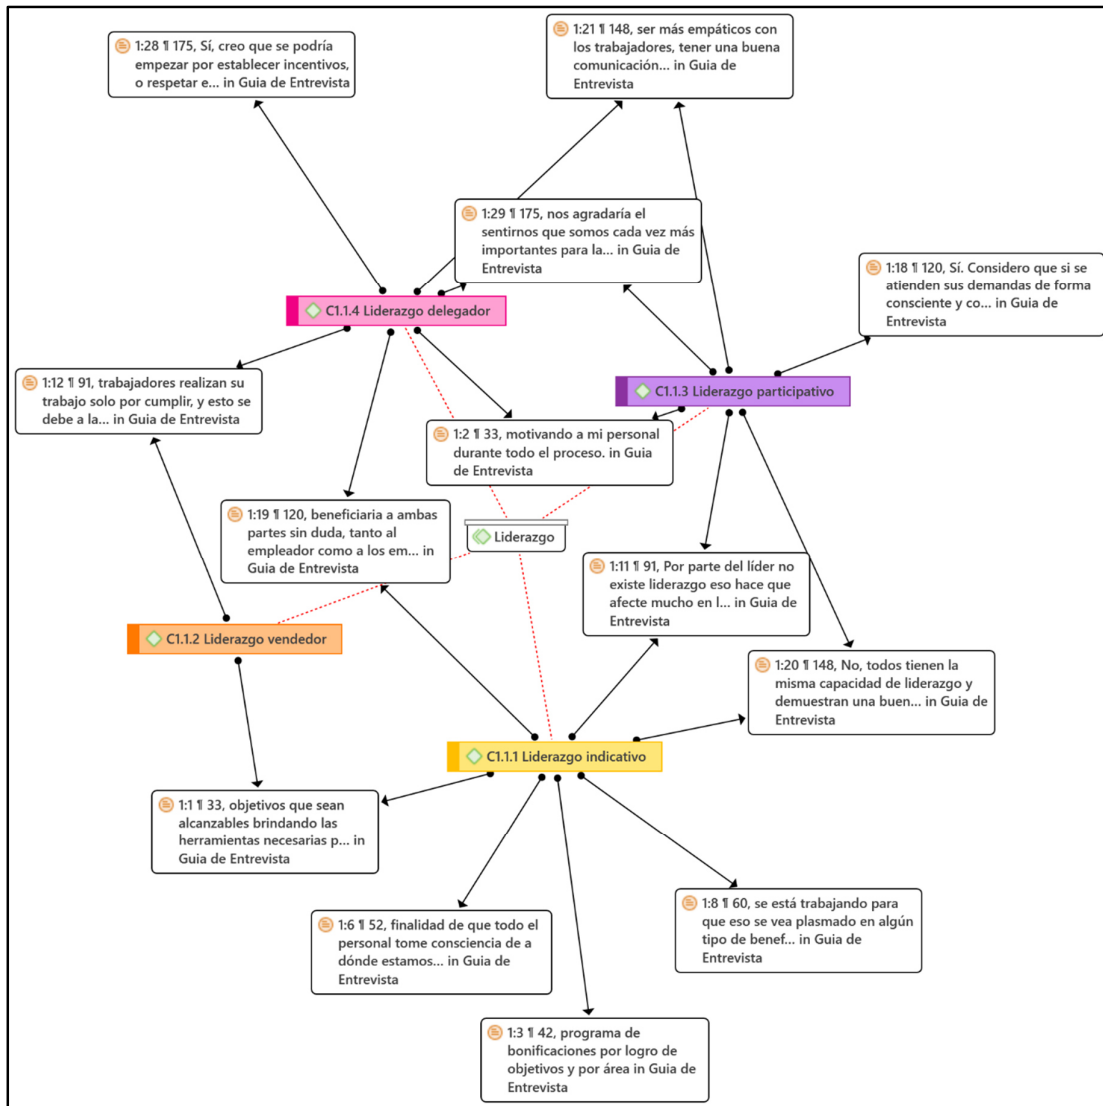 1:28 ¶ 175, Sí, creo que se podría
empezar por establecer incentivos,
o respetar e... in Guia de Entrevista
1:21 ¶ 148, ser más empáticos con
los trabajadores, tener una buena
comunicación... in Guia de
Entrevista
1:29 ¶ 175, nos agradaría el
sentirnos que somos cada vez más
importantes para la... in Guia de
Entrevista
1:18 ¶ 120, Sí. Considero que si se
atienden sus demandas de forma
consciente y co... in Guia de
Entrevista
C1.1.4 Liderazgo delegador
1:12 ¶ 91, trabajadores realizan su
trabajo solo por cumplir, y esto se
debe a la... in Guia de Entrevista
C1.1.3 Liderazgo participativo
1:2 ¶ 33, motivando a mi personal
durante todo el proceso. in Guia
de Entrevista
1:19 ¶ 120, beneficiaria a ambas
partes sin duda, tanto al
empleador como a los em... in
Guia de Entrevista
Liderazgo
1:11 ¶ 91, Por parte del líder no
existe liderazgo eso hace que
afecte mucho en l... in Guia de
Entrevista
C1.1.2 Liderazgo vendedor
1:20 ¶ 148, No, todos tienen la
misma capacidad de liderazgo y
demuestran una buen... in Guia de
Entrevista
C1.1.1 Liderazgo indicativo
1:1 ¶ 33, objetivos que sean
alcanzables brindando las
herramientas necesarias p... in
Guia de Entrevista
1:8 ¶ 60, se está trabajando para
que eso se vea plasmado en algún
tipo de benef... in Guia de
Entrevista
1:6 ¶ 52, finalidad de que todo el
personal tome consciencia de a
dónde estamos... in Guia de
Entrevista
1:3 ¶ 42, programa de
bonificaciones por logro de
objetivos y por área in Guia de
Entrevista